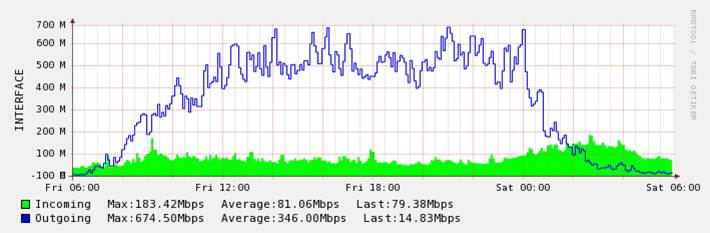 700 M
600 M
500 M
400 M
300 M
200 M
100 M
-100 0 M
INTERFACE
RRDTOOL / TOBI OETIKER
Fri 06:00 Fri 12:00 Fri 18:00 Sat 00:00 Sat 06:00
Incoming Max:183.42Mbps Average:81.06Mbps Last:79.38Mbps
Outgoing Max:674.50Mbps Average:346.00Mbps Last:14.83Mbps